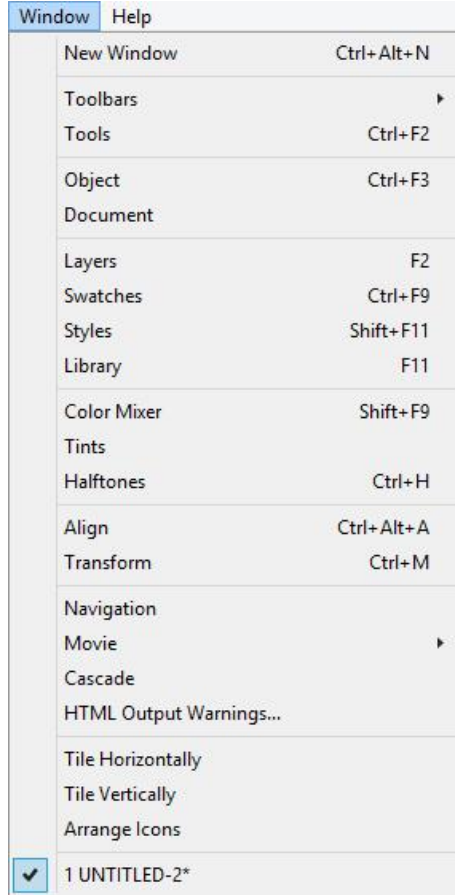 Window Help
New Window Ctrl+Alt+N
Toolbars
Tools Ctrl+F2
Object Ctrl+F3
Document
Layers F2
Swatches Ctrl+F9
Styles Shift+F11
Library F11
Color Mixer Shift+F9
Tints
Halftones Ctrl+H
Align Ctrl+Alt+A
Transform Ctrl+M
Navigation
Movie
Cascade
HTML Output Warnings...
Tile Horizontally
Tile Vertically
Arrange Icons
1 UNTITLED-2*